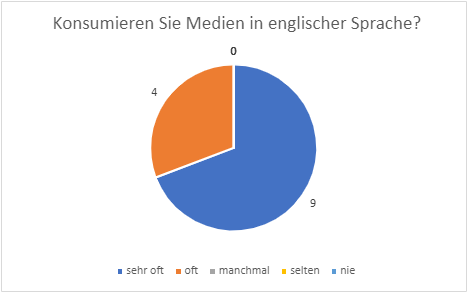 Konsumieren Sie Medien in englischer Sprache?
0
4
9
sehr oft oft manchmal selten nie